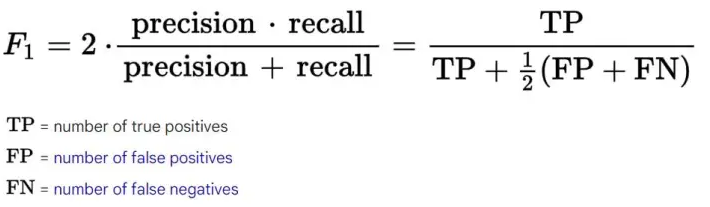 F₁ = 2 · (precision · recall) / (precision + recall) = TP / (TP + ½(FP + FN))
TP = number of true positives
FP = number of false positives
FN = number of false negatives